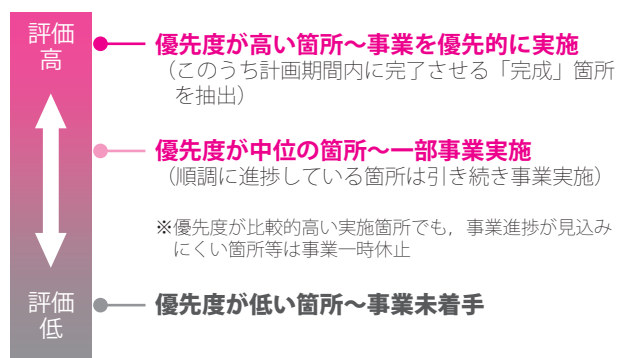 評価
高
優先度が高い箇所～事業を優先的に実施
（このうち計画期間内に完了させる「完成」箇所
を抽出）
優先度が中位の箇所～一部事業実施
（順調に進捗している箇所は引き続き事業実施）
※優先度が比較的高い実施箇所でも，事業進捗が見込み
にくい箇所等は事業一時休止
評価
低
優先度が低い箇所～事業未着手